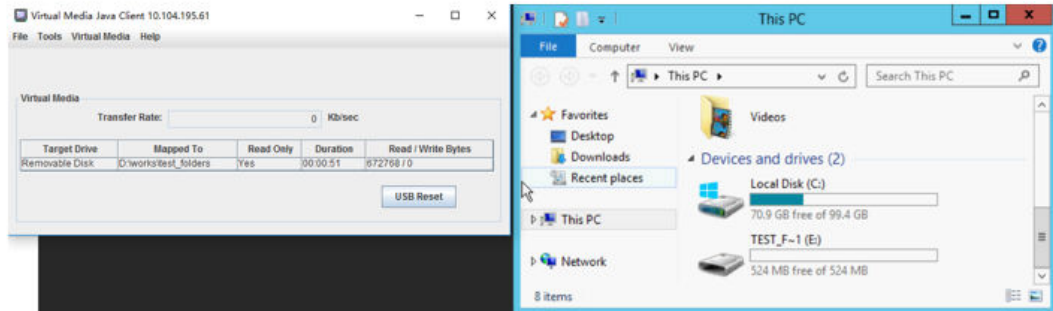 Virtual Media Java Client 10.104.195.61
File Tools Virtual Media Help
Virtual Media
Transfer Rate: 0 Kb/sec
Target Drive Mapped To Read Only Duration Read / Write Bytes
Removable Disk D:\works\test_folders Yes 00:00:51 672768 / 0
USB Reset
This PC
File Computer View
This PC
Search This PC
Favorites
Desktop
Downloads
Recent places
This PC
Network
8 items
Videos
Devices and drives (2)
Local Disk (C:)
70.9 GB free of 99.4 GB
TEST_F~1 (E:)
524 MB free of 524 MB